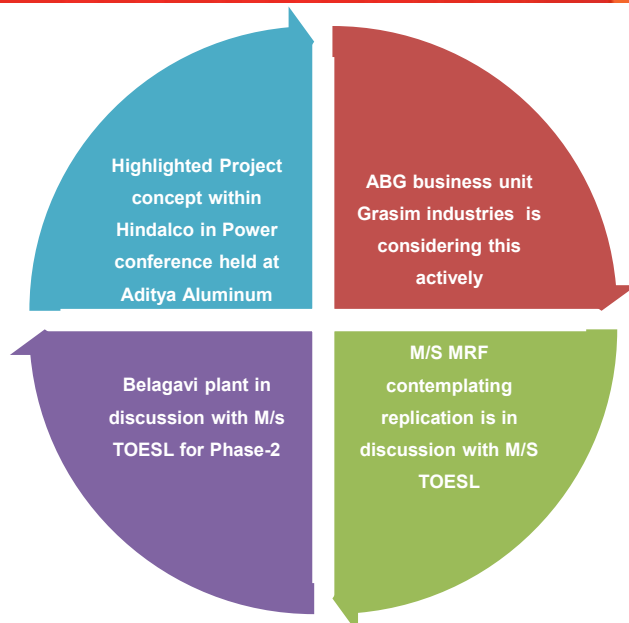 Highlighted Project
concept within
Hindalco in Power
conference held at
Aditya Aluminum
ABG business unit
Grasim industries is
considering this
actively
Belagavi plant in
discussion with M/s
TOESL for Phase-2
M/S MRF
contemplating
replication is in
discussion with M/S
TOESL